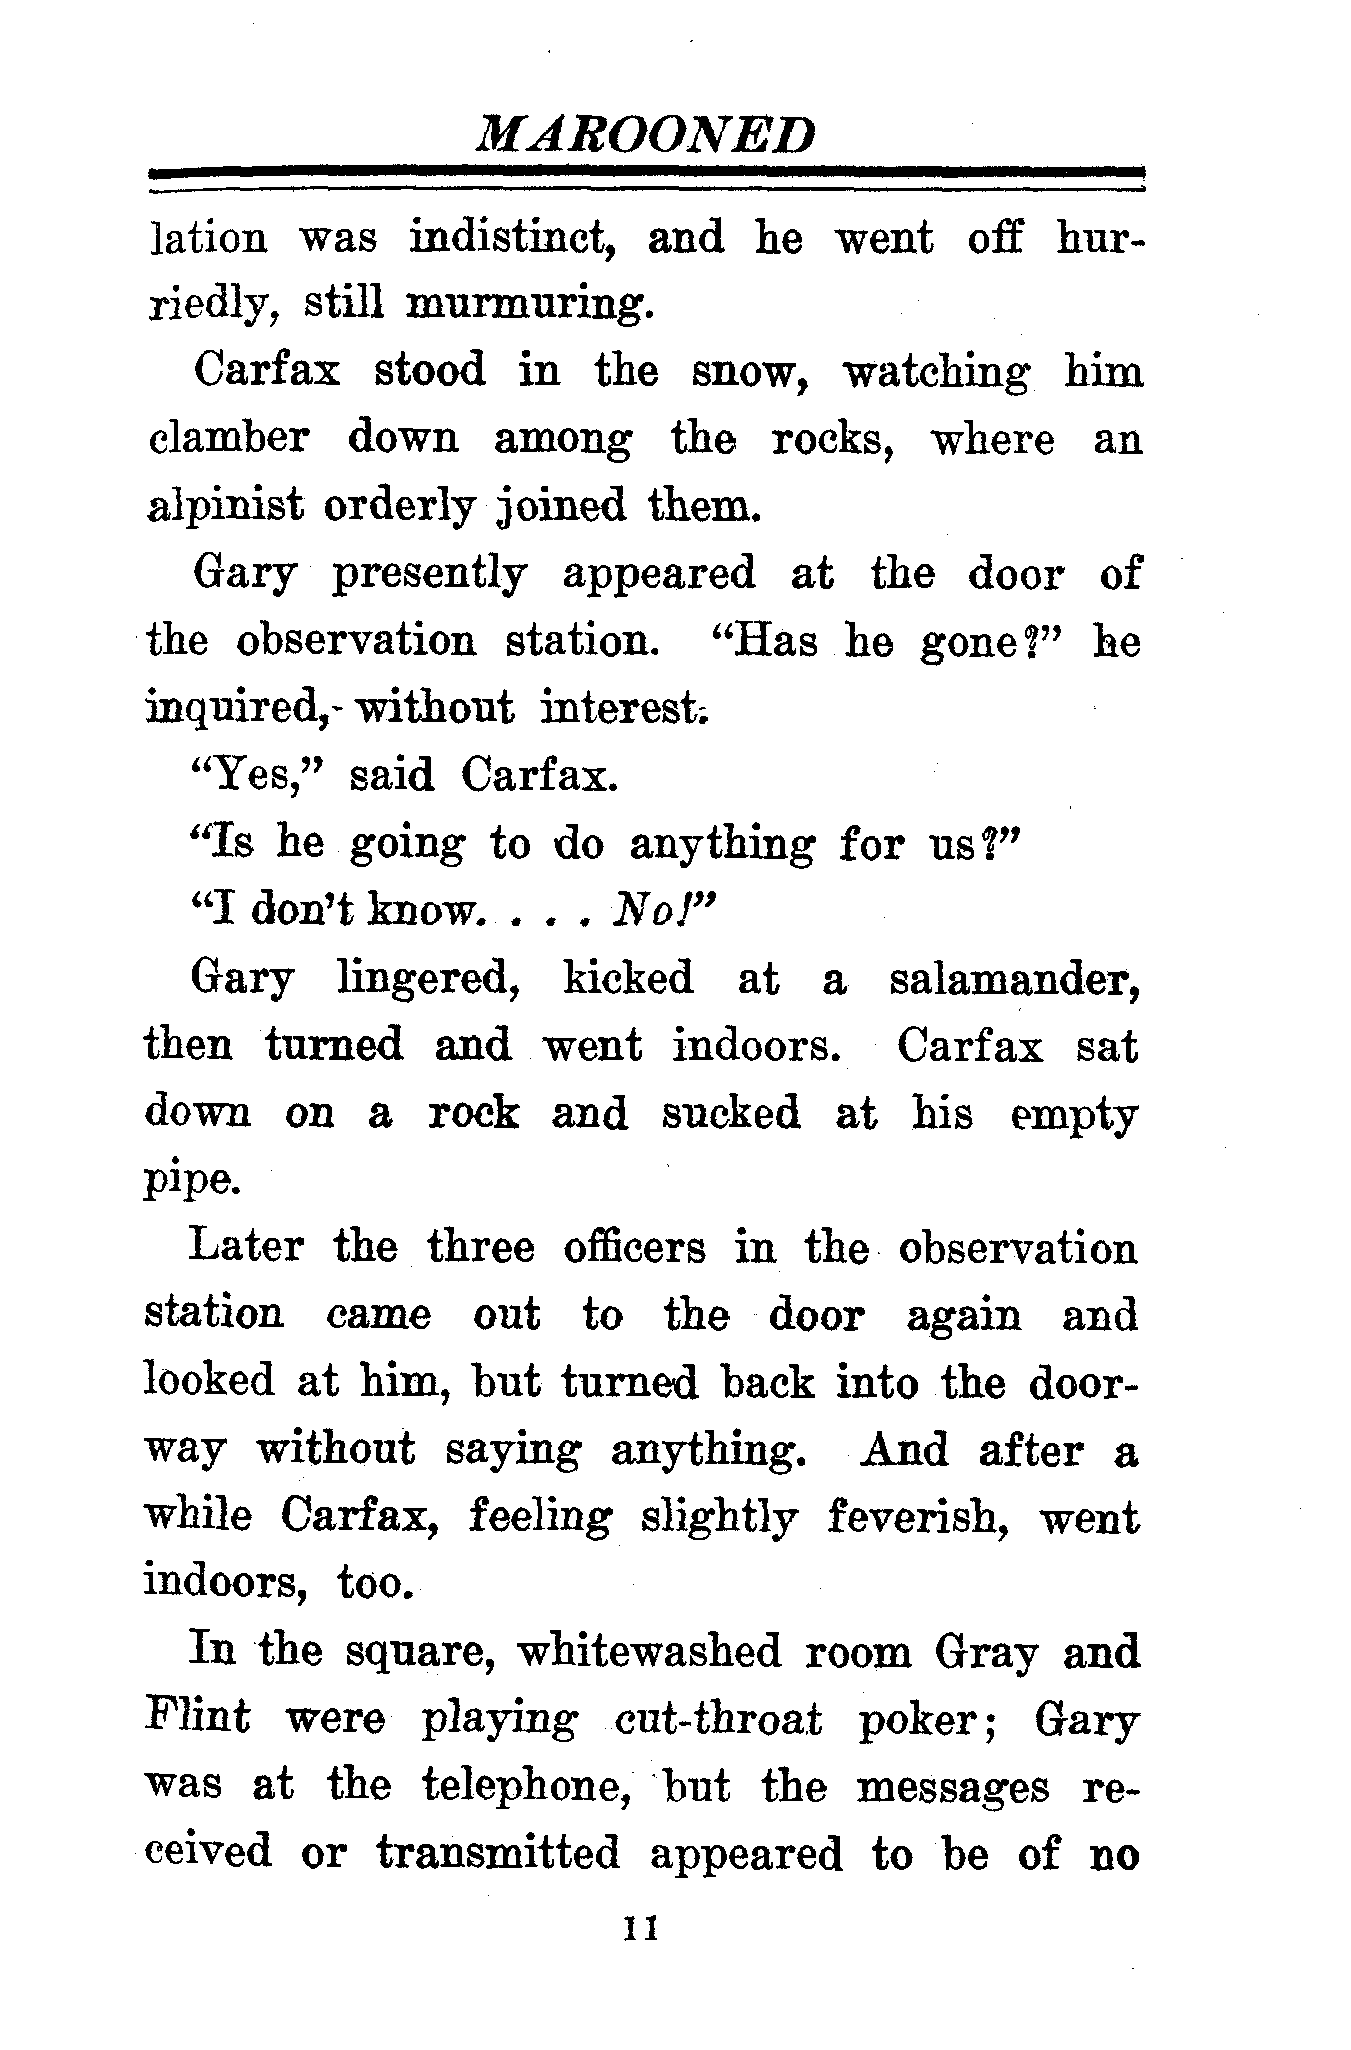 MAROONED
lation was indistinct, and he went off hur-
riedly, still murmuring.
Carfax stood in the snow, watching him
clamber down among the rocks, where an
alpinist orderly joined them.
Gary presently appeared at the door of
the observation station. "Has he gone?" he
inquired, without interest.
"Yes," said Carfax.
"Is he going to do anything for us?"
"I don't know. . . . No!"
Gary lingered, kicked at a salamander,
then turned and went indoors. Carfax sat
down on a rock and sucked at his empty
pipe.
Later the three officers in the observation
station came out to the door again and
looked at him, but turned back into the door-
way without saying anything. And after a
while Carfax, feeling slightly feverish, went
indoors, too.
In the square, whitewashed room Gray and
Flint were playing cut-throat poker; Gary
was at the telephone, but the messages re-
ceived or transmitted appeared to be of no
11